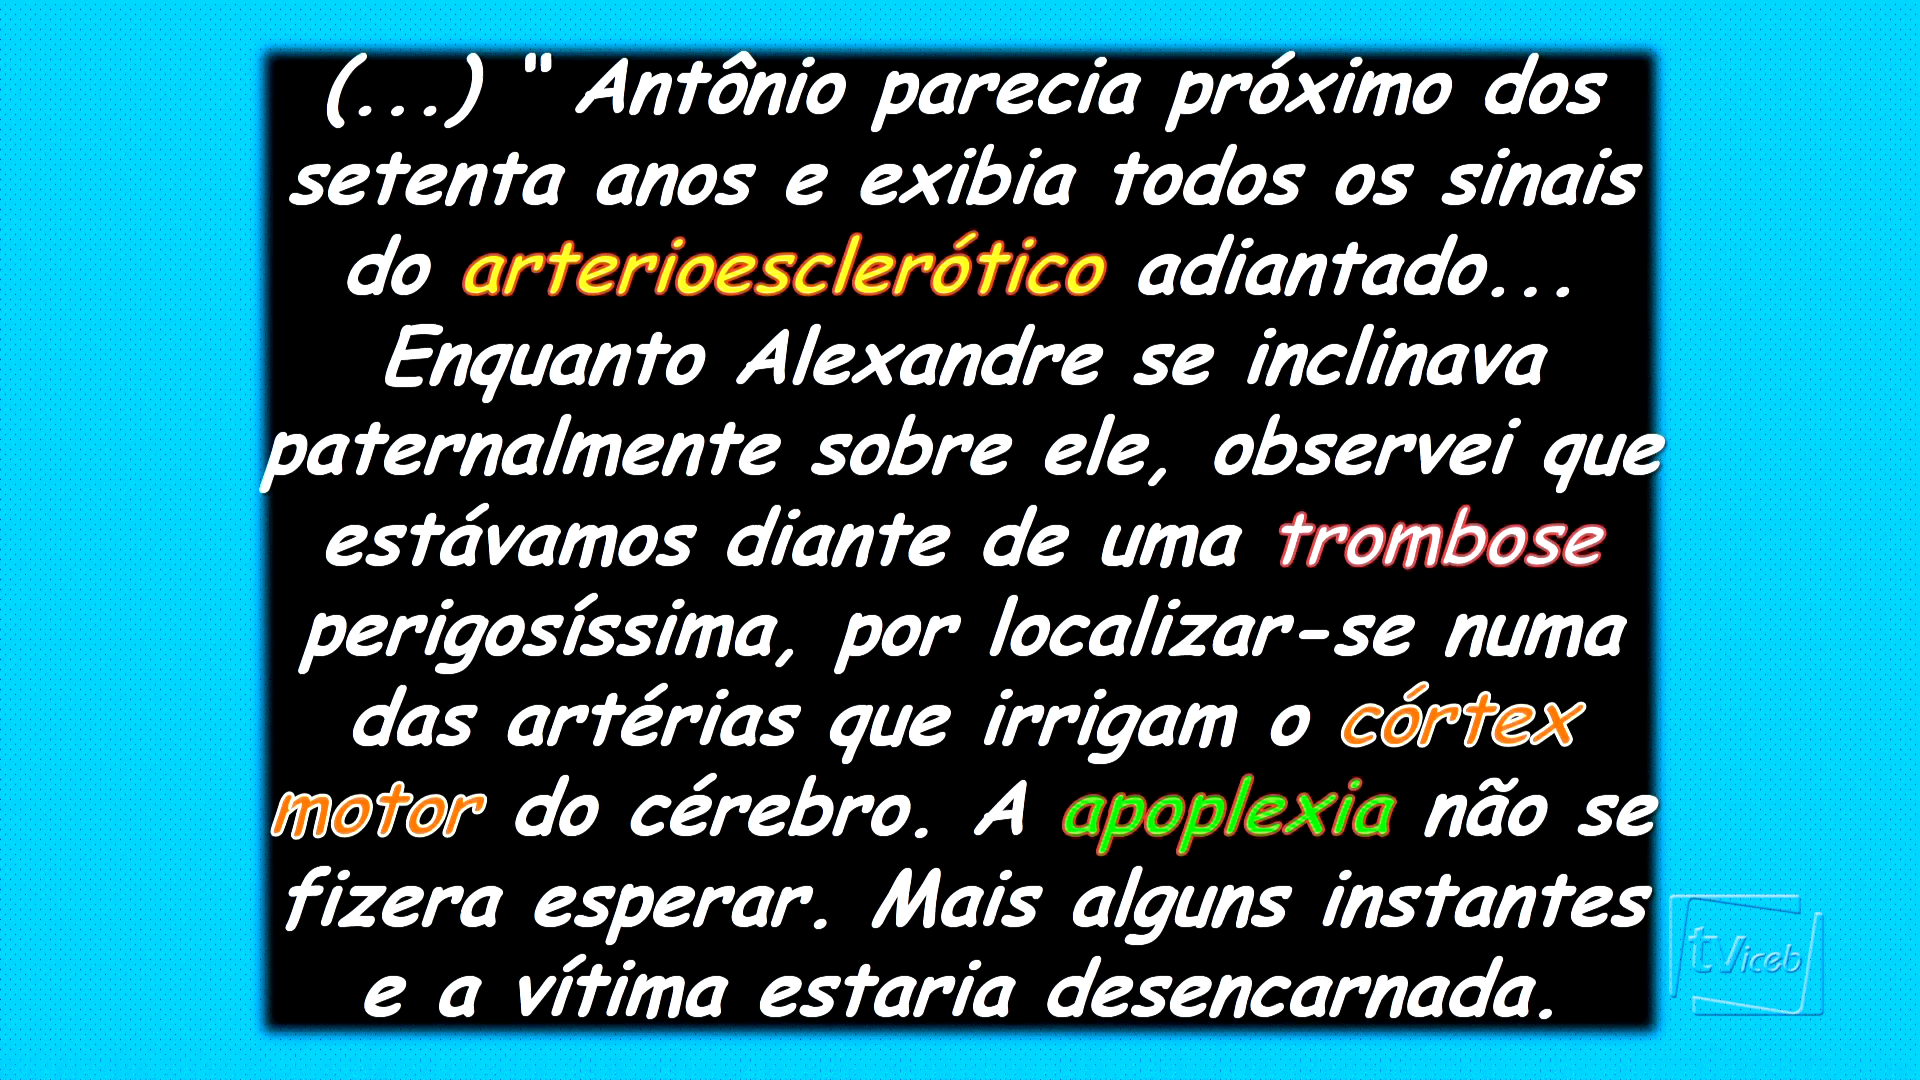 (...) " Antônio parecia próximo dos
setenta anos e exibia todos os sinais
do arterioesclerótico adiantado...
Enquanto Alexandre se inclinava
paternalmente sobre ele, observei que
estávamos diante de uma trombose
perigosíssima, por localizar-se numa
das artérias que irrigam o córtex
motor do cérebro. A apoplexia não se
fizera esperar. Mais alguns instantes
e a vítima estaria desencarnada.
tViceb